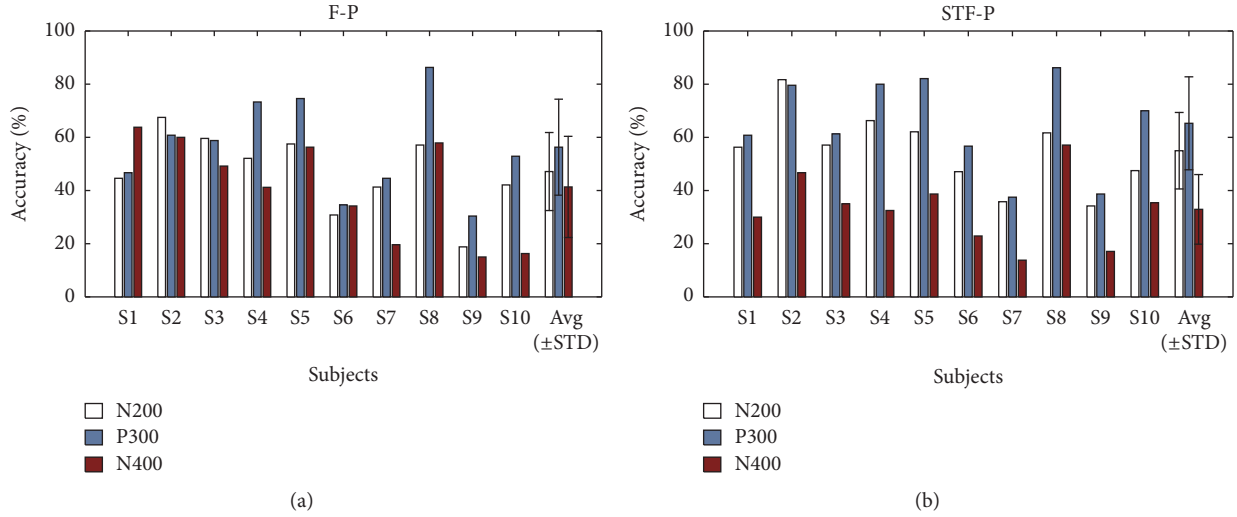 F-P
Accuracy (%)
100
80
60
40
20
0
S1 S2 S3 S4 S5 S6 S7 S8 S9 S10 Avg
(±STD)
Subjects
N200
P300
N400
(a)
STF-P
Accuracy (%)
100
80
60
40
20
0
S1 S2 S3 S4 S5 S6 S7 S8 S9 S10 Avg
(±STD)
Subjects
N200
P300
N400
(b)